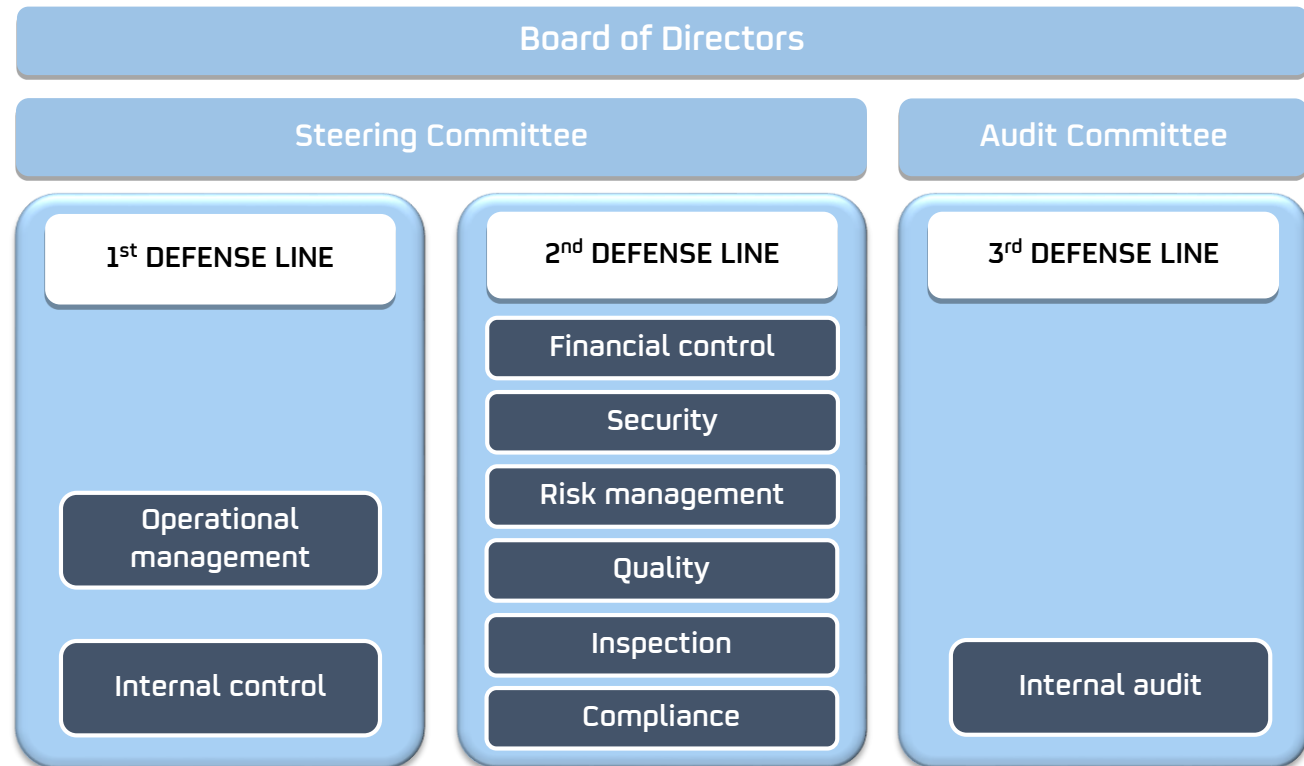 Board of Directors
Steering Committee
Audit Committee
1st DEFENSE LINE
Operational
management
Internal control
2nd DEFENSE LINE
Financial control
Security
Risk management
Quality
Inspection
Compliance
3rd DEFENSE LINE
Internal audit